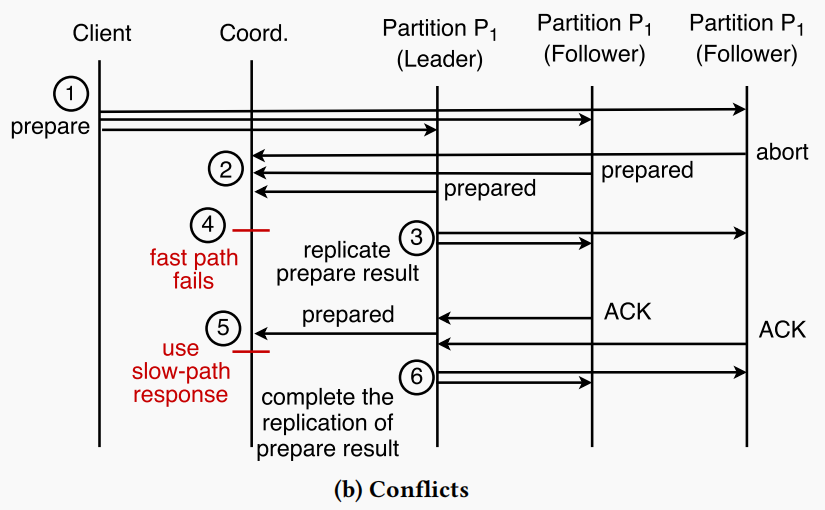 Client
Coord.
Partition P₁
(Leader)
Partition P₁
(Follower)
Partition P₁
(Follower)
1
prepare
abort
2
prepared
prepared
4
fast path
fails
3
replicate
prepare result
ACK
prepared
5
ACK
use
slow-path
response
6
complete the
replication of
prepare result
(b) Conflicts